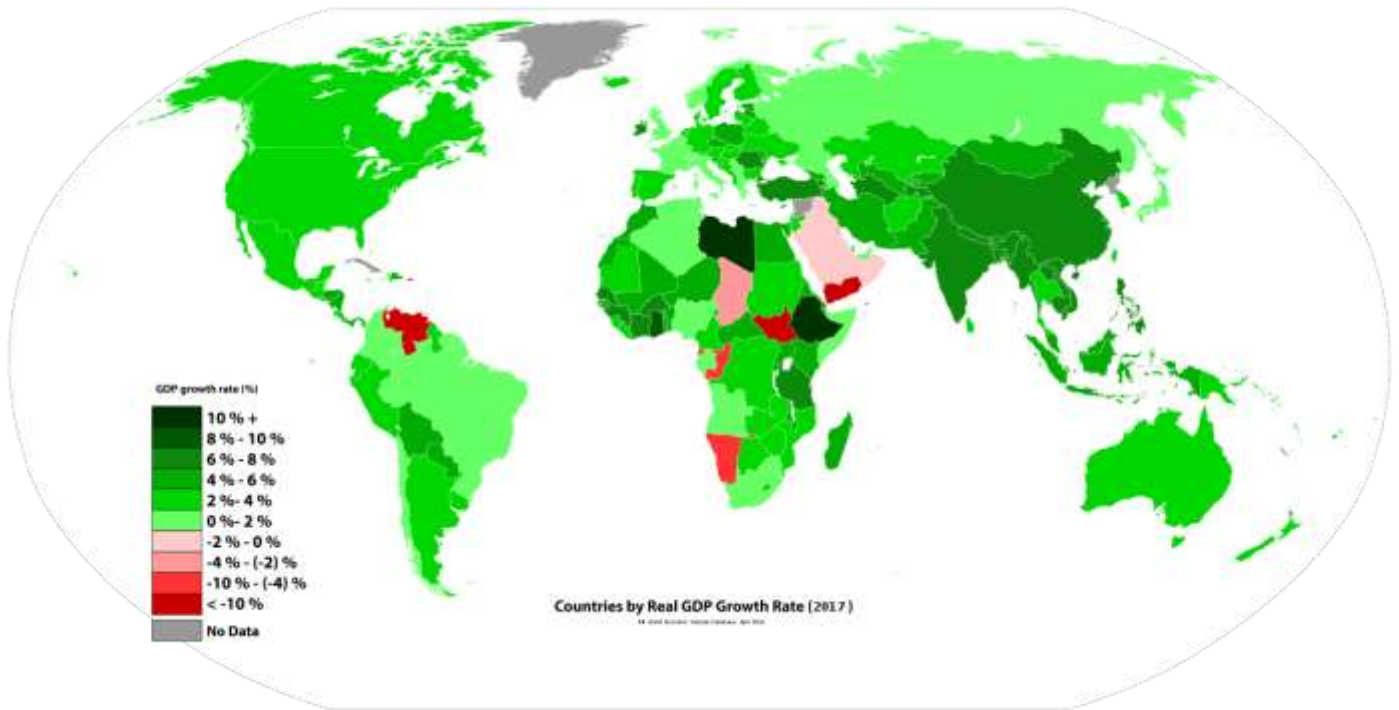 GDP growth rate (%)
10 % +
8 % - 10 %
6 % - 8 %
4 % - 6 %
2 %- 4 %
0 %- 2 %
-2 % - 0 %
-4 % - (-2) %
-10 % - (-4) %
< -10 %
No Data
Countries by Real GDP Growth Rate (2017 )